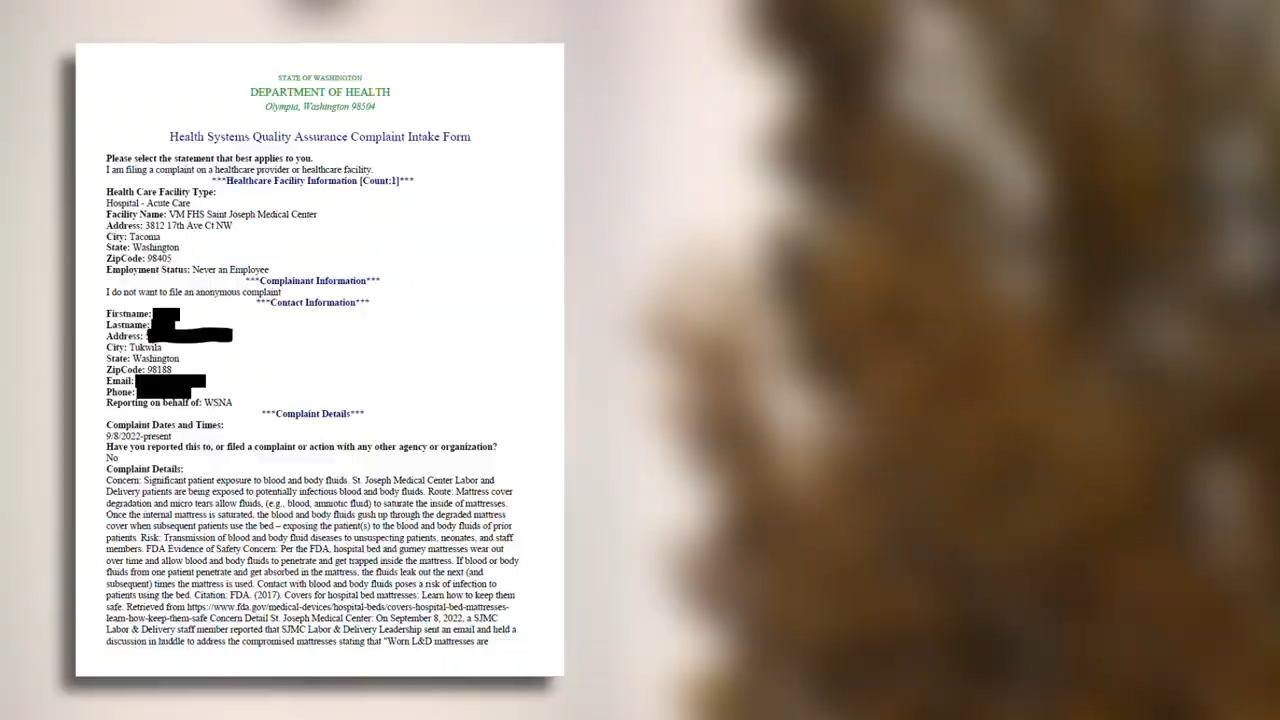 STATE OF WASHINGTON
DEPARTMENT OF HEALTH
Olympia, Washington 98504
Health Systems Quality Assurance Complaint Intake Form
Please select the statement that best applies to you.
I am filing a complaint on a healthcare provider or healthcare facility.
***Healthcare Facility Information [Count:1]***
Health Care Facility Type:
Hospital - Acute Care
Facility Name: VM FHS Saint Joseph Medical Center
Address: 3812 17th Ave Ct NW
City: Tacoma
State: Washington
ZipCode: 98405
Employment Status: Never an Employee
***Complainant Information***
I do not want to file an anonymous complaint
***Contact Information***
Firstname:
Lastname:
Address:
City: Tukwila
State: Washington
ZipCode: 98188
Email:
Phone:
Reporting on behalf of: WSNA
***Complaint Details***
Complaint Dates and Times:
9/8/2022-present
Have you reported this to, or filed a complaint or action with any other agency or organization?
No
Complaint Details:
Concern: Significant patient exposure to blood and body fluids. St. Joseph Medical Center Labor and
Delivery patients are being exposed to potentially infectious blood and body fluids. Route: Mattress cover
degradation and micro tears allow fluids, (e.g., blood, amniotic fluid) to saturate the inside of mattresses.
Once the internal mattress is saturated, the blood and body fluids gush up through the degraded mattress
cover when subsequent patients use the bed – exposing the patient(s) to the blood and body fluids of prior
patients. Risk: Transmission of blood and body fluid diseases to unsuspecting patients, neonates, and staff
members. FDA Evidence of Safety Concern: Per the FDA, hospital bed and gurney mattresses wear out
over time and allow blood and body fluids to penetrate and get trapped inside the mattress. If blood or body
fluids from one patient penetrate and get absorbed in the mattress, the fluids leak out the next (and
subsequent) times the mattress is used. Contact with blood and body fluids poses a risk of infection to
patients using the bed. Citation: FDA. (2017). Covers for hospital bed mattresses: Learn how to keep them
safe. Retrieved from https://www.fda.gov/medical-devices/hospital-beds/covers-hospital-bed-mattresses-
learn-how-keep-them-safe Concern Detail St. Joseph Medical Center: On September 8, 2022, a SJMC
Labor & Delivery staff member reported that SJMC Labor & Delivery Leadership sent an email and held a
discussion in huddle to address the compromised mattresses stating that "Worn L&D mattresses are